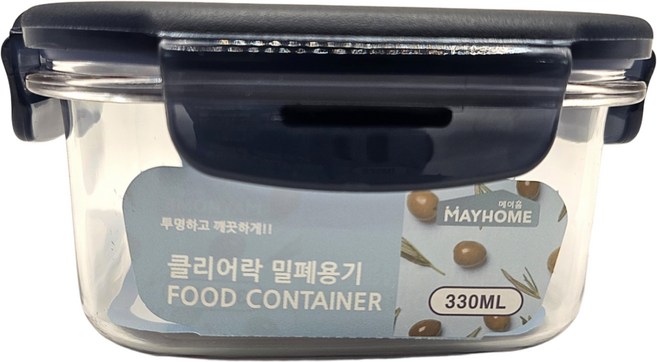 메이홈
MAYHOME
투명하고 깨끗하게!!
클리어락 밀폐용기
FOOD CONTAINER
330ML